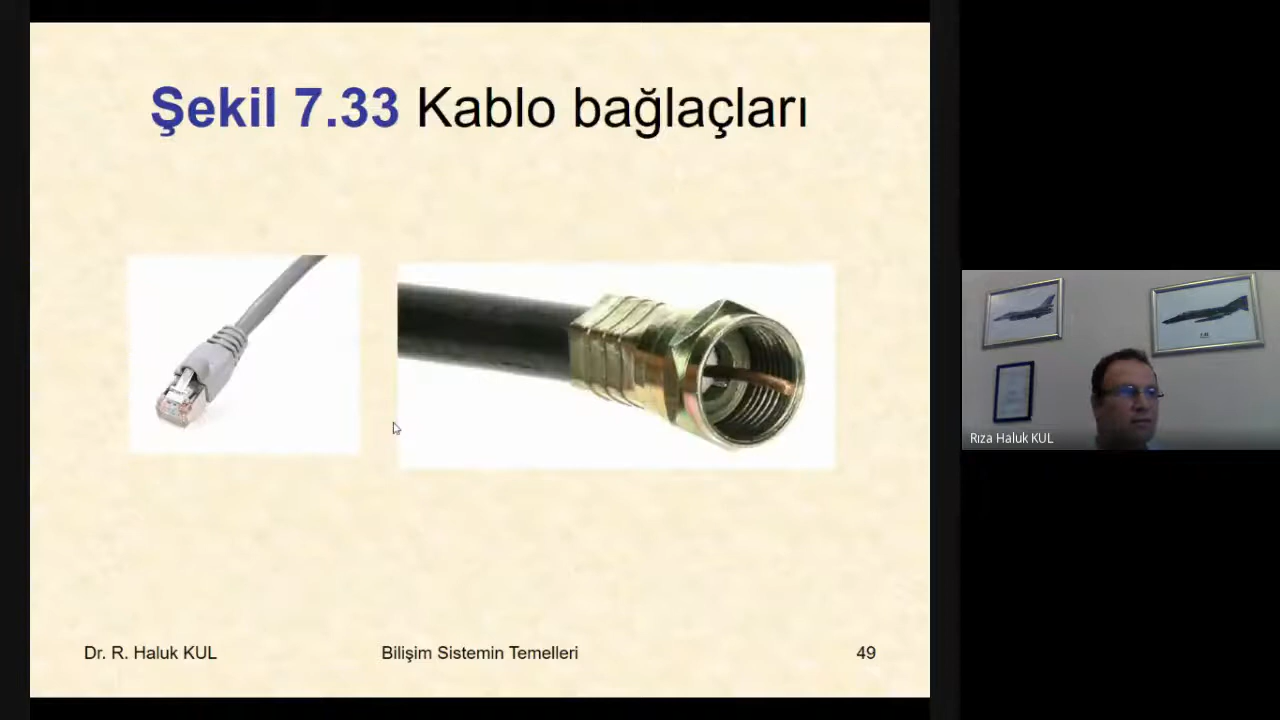 Şekil 7.33 Kablo bağlaçları
Rıza Haluk KUL
Dr. R. Haluk KUL
Bilişim Sistemin Temelleri
49